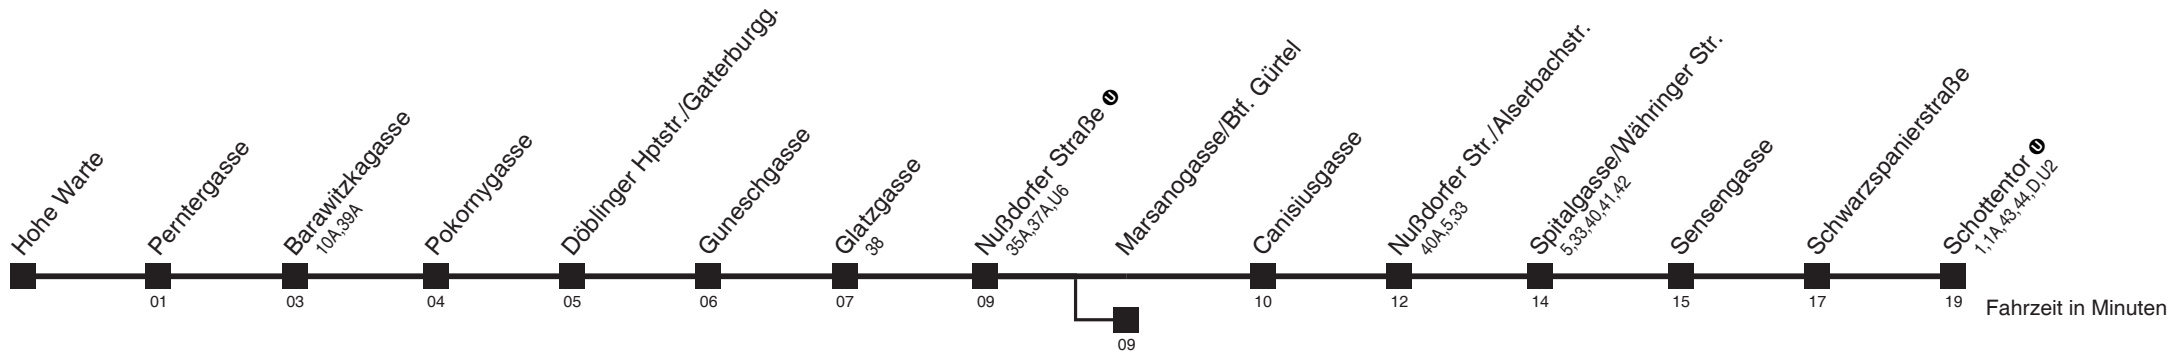 Hohe Warte
Perntergasse
Barawitzkagasse
10A,39A
Pokornygasse
Döblinger Hptstr./Gatterburgg.
Guneschgasse
Glatzgasse
38
Nußdorfer Straße U
35A,37A,U6
Marsanogasse/Btf. Gürtel
Canisiusgasse
Nußdorfer Str./Alserbachstr.
40A,5,33
Spitalgasse/Währinger Str.
5,33,40,41,42
Sensengasse
Schwarzspanierstraße
Schottentor U
1,1A,43,44,D,U2
01 03 04 05 06 07 09 10 12 14 15 17 19
Fahrzeit in Minuten
09